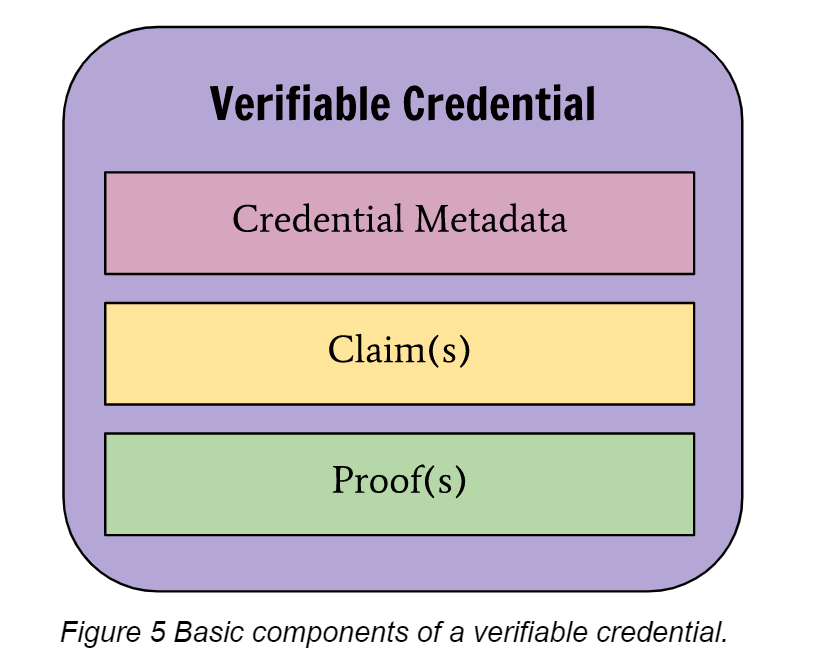 Verifiable Credential
Credential Metadata
Claim(s)
Proof(s)
Figure 5 Basic components of a verifiable credential.